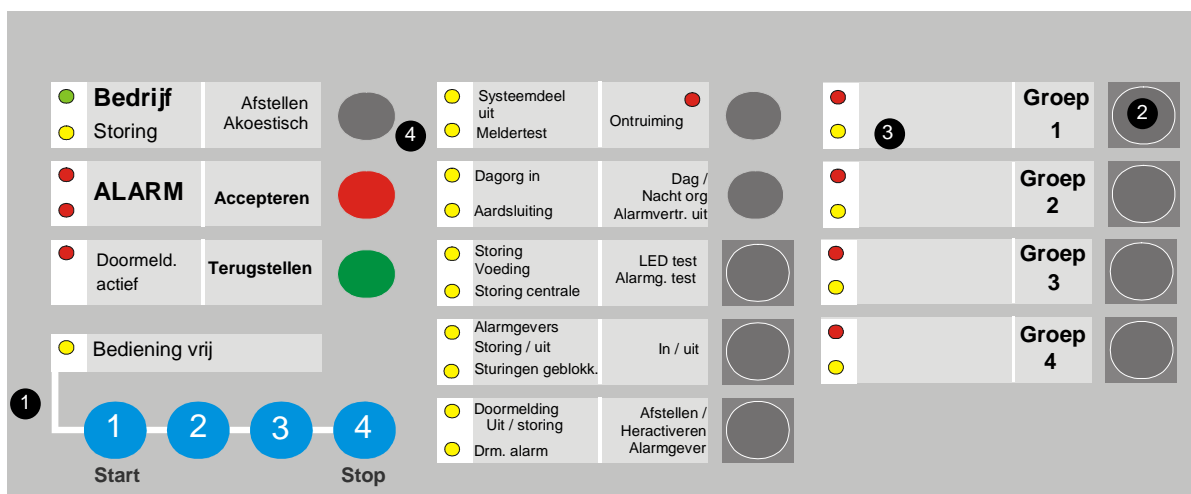 Bedrijf
Storing
Afstellen
Akoestisch
4
ALARM
Accepteren
Doormeld.
actief
Terugstellen
Bediening vrij
1
1
2
3
4
Start
Stop
Systeemdeel
uit
Meldertest
Ontruiming
Dagorg in
Aardsluiting
Dag /
Nacht org
Alarmvertr. uit
Storing
Voeding
Storing centrale
LED test
Alarmg. test
Alarmgevers
Storing / uit
Sturingen geblokk.
In / uit
Doormelding
Uit / storing
Drm. alarm
Afstellen /
Heractiveren
Alarmgever
3
Groep
1
2
Groep
2
Groep
3
Groep
4